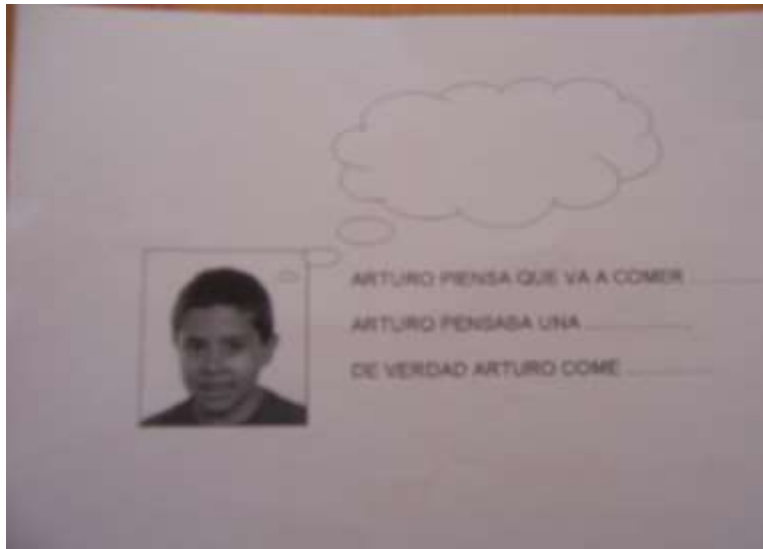 ARTURO PIENSA QUE VA A COMER ............
ARTURO PENSABA UNA ..................
DE VERDAD ARTURO COME ...............